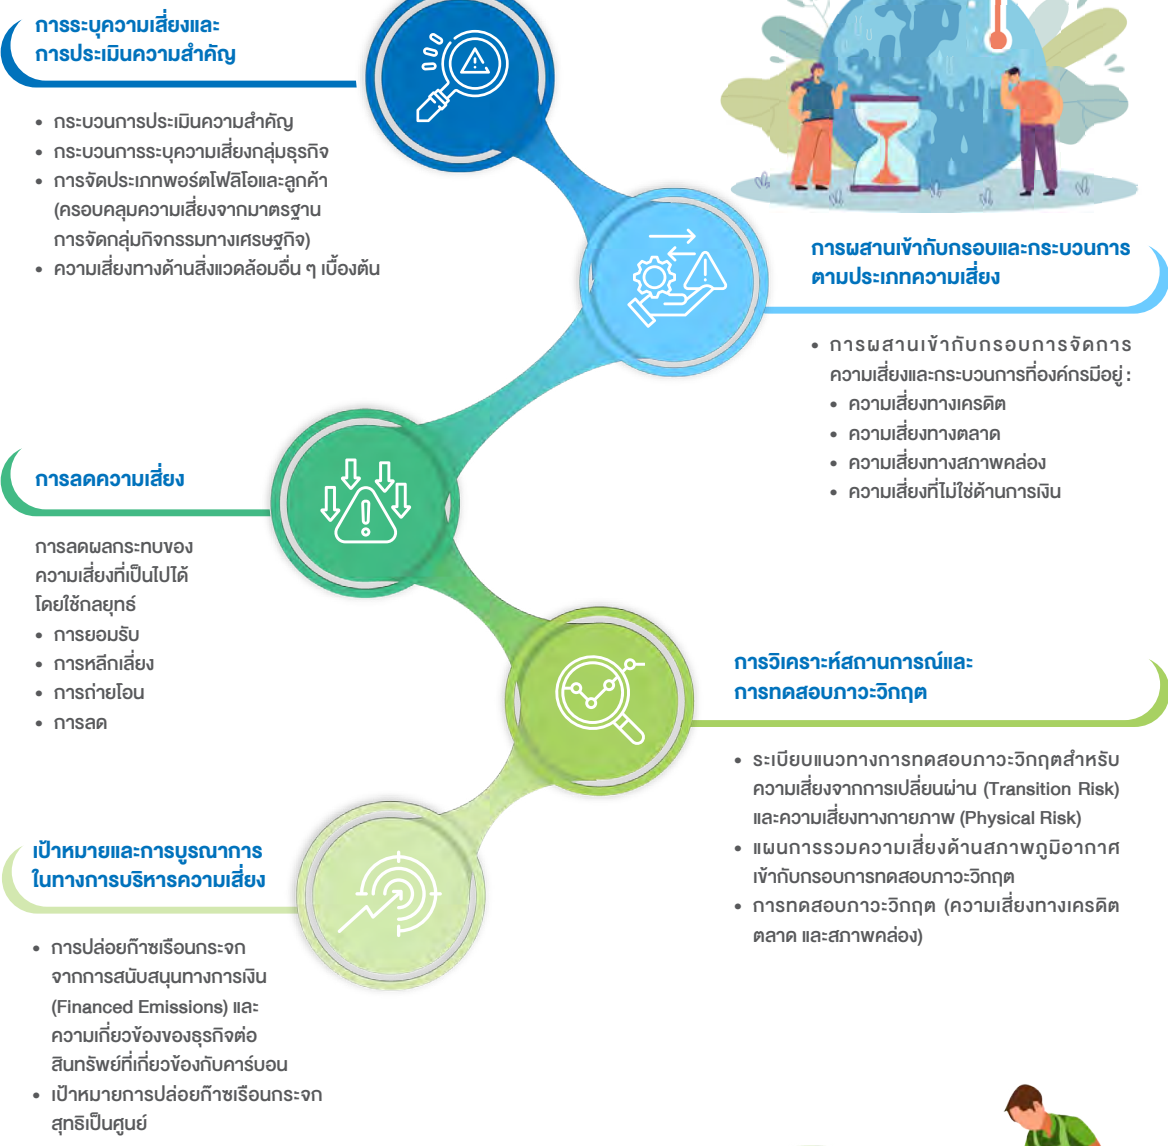 การระบุความเสี่ยงและ
การประเมินความสำคัญ
• กระบวนการประเมินความสำคัญ
• กระบวนการระบุความเสี่ยงกลุ่มธุรกิจ
• การจัดประเภทพอร์ตโฟลิโอและลูกค้า
(ครอบคลุมความเสี่ยงจากมาตรฐาน
การจัดกลุ่มกิจกรรมทางเศรษฐกิจ)
• ความเสี่ยงทางด้านสิ่งแวดล้อมอื่น ๆ เบื้องต้น
การผสานเข้ากับกรอบและกระบวนการ
ตามประเภทความเสี่ยง
• การผสานเข้ากับกรอบการจัดการ
ความเสี่ยงและกระบวนการที่องค์กรมีอยู่ :
• ความเสี่ยงทางเครดิต
• ความเสี่ยงทางตลาด
• ความเสี่ยงทางสภาพคล่อง
• ความเสี่ยงที่ไม่ใช่ด้านการเงิน
การลดความเสี่ยง
การลดผลกระทบของ
ความเสี่ยงที่เป็นไปได้
โดยใช้กลยุทธ์
• การยอมรับ
• การหลีกเลี่ยง
• การถ่ายโอน
• การลด
การวิเคราะห์สถานการณ์และ
การทดสอบภาวะวิกฤต
• ระเบียบแนวทางการทดสอบภาวะวิกฤตสำหรับ
ความเสี่ยงจากการเปลี่ยนผ่าน (Transition Risk)
และความเสี่ยงทางกายภาพ (Physical Risk)
• แผนการรวมความเสี่ยงด้านสภาพภูมิอากาศ
เข้ากับกรอบการทดสอบภาวะวิกฤต
• การทดสอบภาวะวิกฤต (ความเสี่ยงทางเครดิต
ตลาด และสภาพคล่อง)
เป้าหมายและการบูรณาการ
ในทางการบริหารความเสี่ยง
• การปล่อยก๊าซเรือนกระจก
จากการสนับสนุนทางการเงิน
(Financed Emissions) และ
ความเกี่ยวข้องของธุรกิจต่อ
สินทรัพย์ที่เกี่ยวข้องกับคาร์บอน
• เป้าหมายการปล่อยก๊าซเรือนกระจก
สุทธิเป็นศูนย์